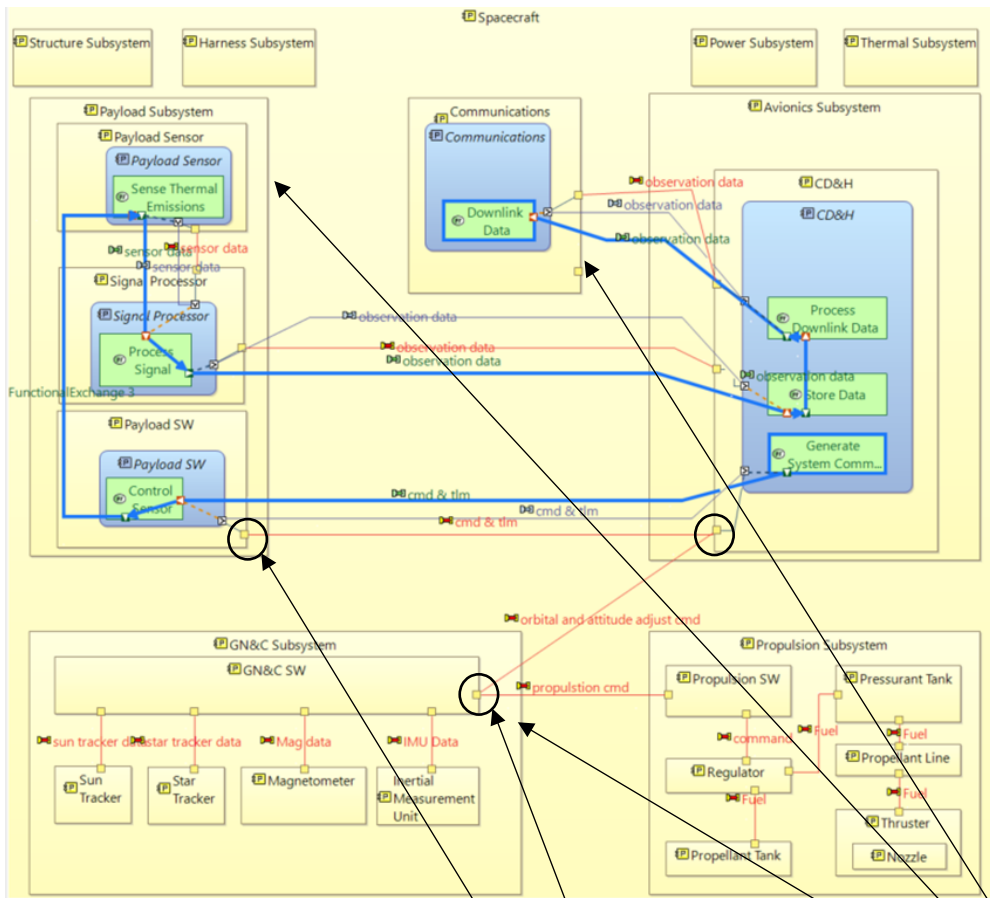 Spacecraft
Structure Subsystem
Harness Subsystem
Power Subsystem
Thermal Subsystem
Payload Subsystem
Payload Sensor
Payload Sensor
Sense Thermal
Emissions
sensor data
sensor data
sensor data
Signal Processor
Signal Processor
Process
Signal
FunctionalExchange 3
Payload SW
Payload SW
Control
Sensor
Communications
Communications
Downlink
Data
observation data
observation data
observation data
observation data
observation data
observation data
observation data
Avionics Subsystem
CD&H
CD&H
Process
Downlink Data
Store Data
Generate
System Comm...
cmd & tlm
cmd & tlm
cmd & tlm
orbital and attitude adjust cmd
GN&C Subsystem
GN&C SW
propulstion cmd
sun tracker data
star tracker data
Mag data
IMU Data
Sun
Tracker
Star
Tracker
Magnetometer
Inertial
Measurement
Unit
Propulsion Subsystem
Propulsion SW
Pressurant Tank
command
Fuel
Fuel
Regulator
Propellant Line
Fuel
Fuel
Thruster
Propellant Tank
Nozzle